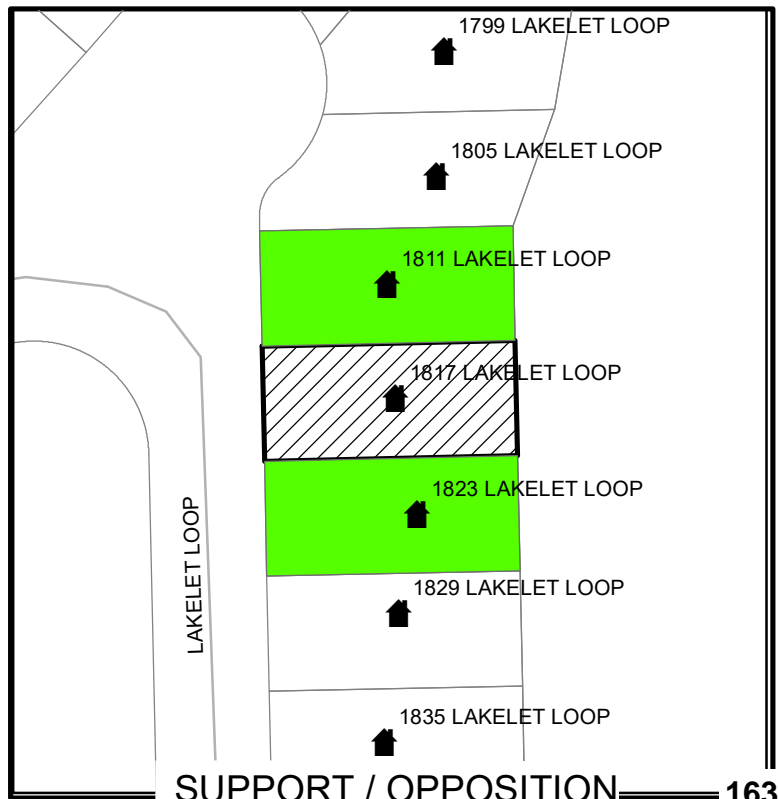 1799 LAKELET LOOP
1805 LAKELET LOOP
1811 LAKELET LOOP
1817 LAKELET LOOP
1823 LAKELET LOOP
LAKELET LOOP
1829 LAKELET LOOP
1835 LAKELET LOOP
SUPPORT / OPPOSITION
163